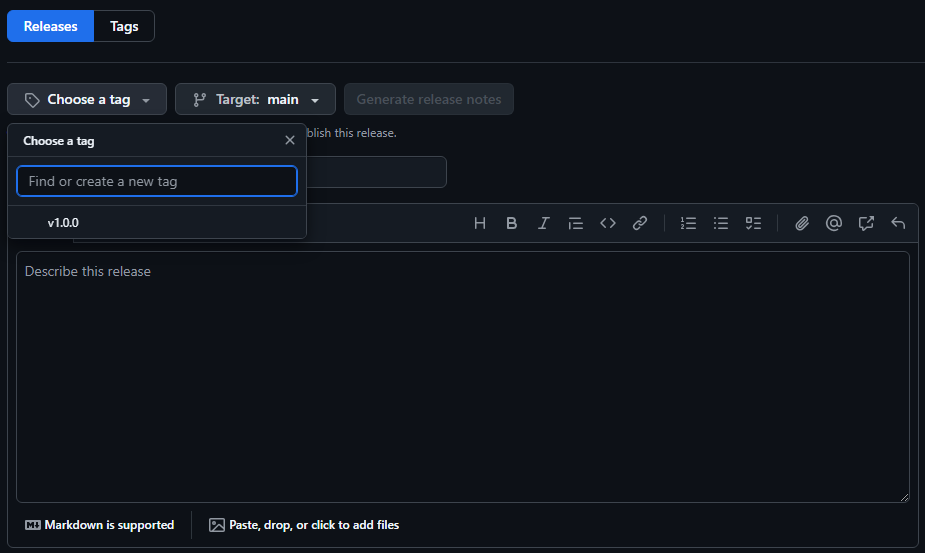 Releases Tags
Choose a tag Target: main Generate release notes
blish this release.
Choose a tag
Find or create a new tag
v1.0.0
Describe this release
Markdown is supported Paste, drop, or click to add files